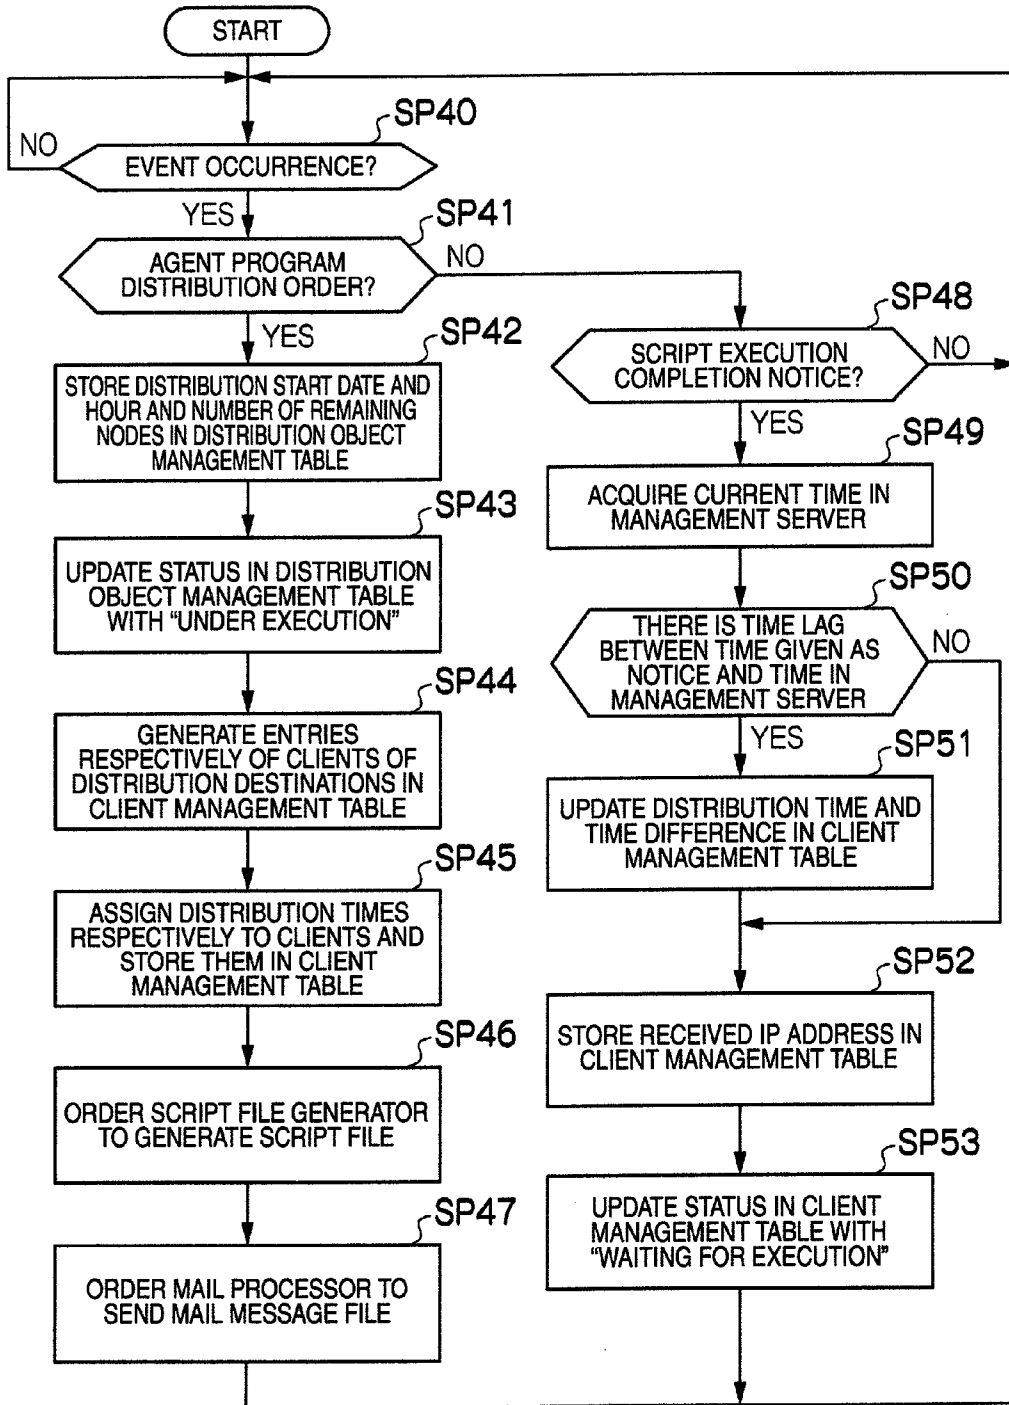 START
SP40
NO
EVENT OCCURRENCE?
YES
SP41
AGENT PROGRAM
DISTRIBUTION ORDER?
NO
YES
SP42
STORE DISTRIBUTION START DATE AND
HOUR AND NUMBER OF REMAINING
NODES IN DISTRIBUTION OBJECT
MANAGEMENT TABLE
SP43
UPDATE STATUS IN DISTRIBUTION
OBJECT MANAGEMENT TABLE
WITH “UNDER EXECUTION”
SP44
GENERATE ENTRIES
RESPECTIVELY OF CLIENTS OF
DISTRIBUTION DESTINATIONS IN
CLIENT MANAGEMENT TABLE
SP45
ASSIGN DISTRIBUTION TIMES
RESPECTIVELY TO CLIENTS AND
STORE THEM IN CLIENT
MANAGEMENT TABLE
SP46
ORDER SCRIPT FILE GENERATOR
TO GENERATE SCRIPT FILE
SP47
ORDER MAIL PROCESSOR TO
SEND MAIL MESSAGE FILE
SP48
SCRIPT EXECUTION
COMPLETION NOTICE?
NO
YES
SP49
ACQUIRE CURRENT TIME IN
MANAGEMENT SERVER
SP50
THERE IS TIME LAG
BETWEEN TIME GIVEN AS
NOTICE AND TIME IN
MANAGEMENT SERVER
NO
YES
SP51
UPDATE DISTRIBUTION TIME AND
TIME DIFFERENCE IN CLIENT
MANAGEMENT TABLE
SP52
STORE RECEIVED IP ADDRESS IN
CLIENT MANAGEMENT TABLE
SP53
UPDATE STATUS IN CLIENT
MANAGEMENT TABLE WITH
“WAITING FOR EXECUTION”